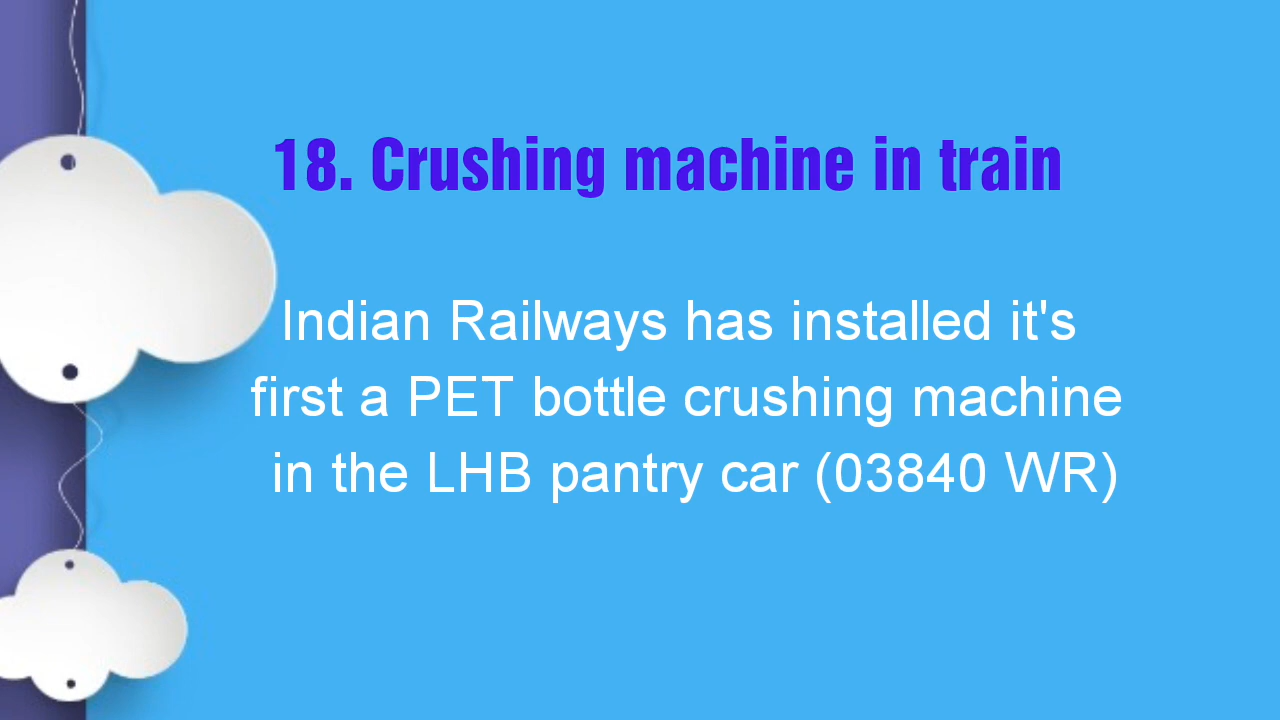 18. Crushing machine in train
Indian Railways has installed it's
first a PET bottle crushing machine
in the LHB pantry car (03840 WR)